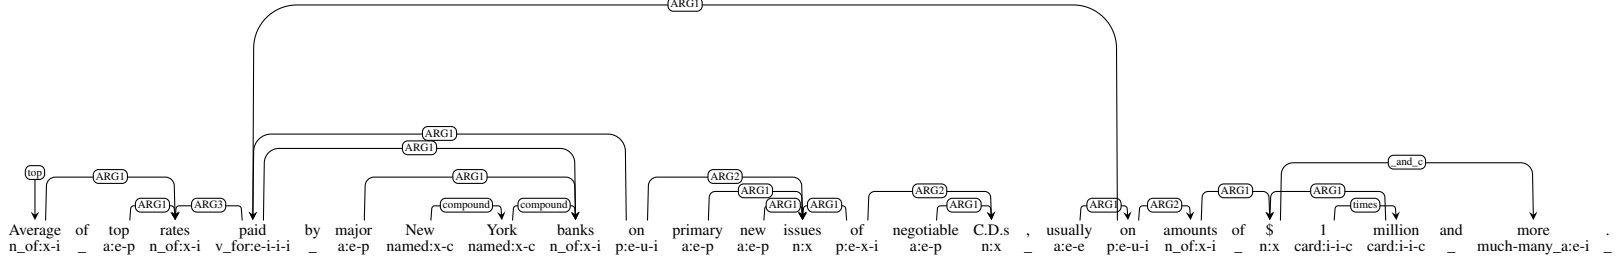 ARG1
ARG1
ARG1
_and_c
top
ARG1
ARG1
ARG2
ARG1
ARG2
ARG1
ARG1
ARG1
ARG3
compound
compound
ARG1
ARG1
ARG1
ARG1
ARG2
times
Average of top rates paid by major New York banks on primary new issues of negotiable C.D.s , usually on amounts of $ 1 million and more .
n_of:x-i _ a:e-p n_of:x-i v_for:e-i-i-i _ a:e-p named:x-c named:x-c n_of:x-i p:e-u-i a:e-p a:e-p n:x p:e-x-i a:e-p n:x _ a:e-e p:e-u-i n_of:x-i _ n:x card:i-i-c card:i-i-c _ much-many_a:e-i _